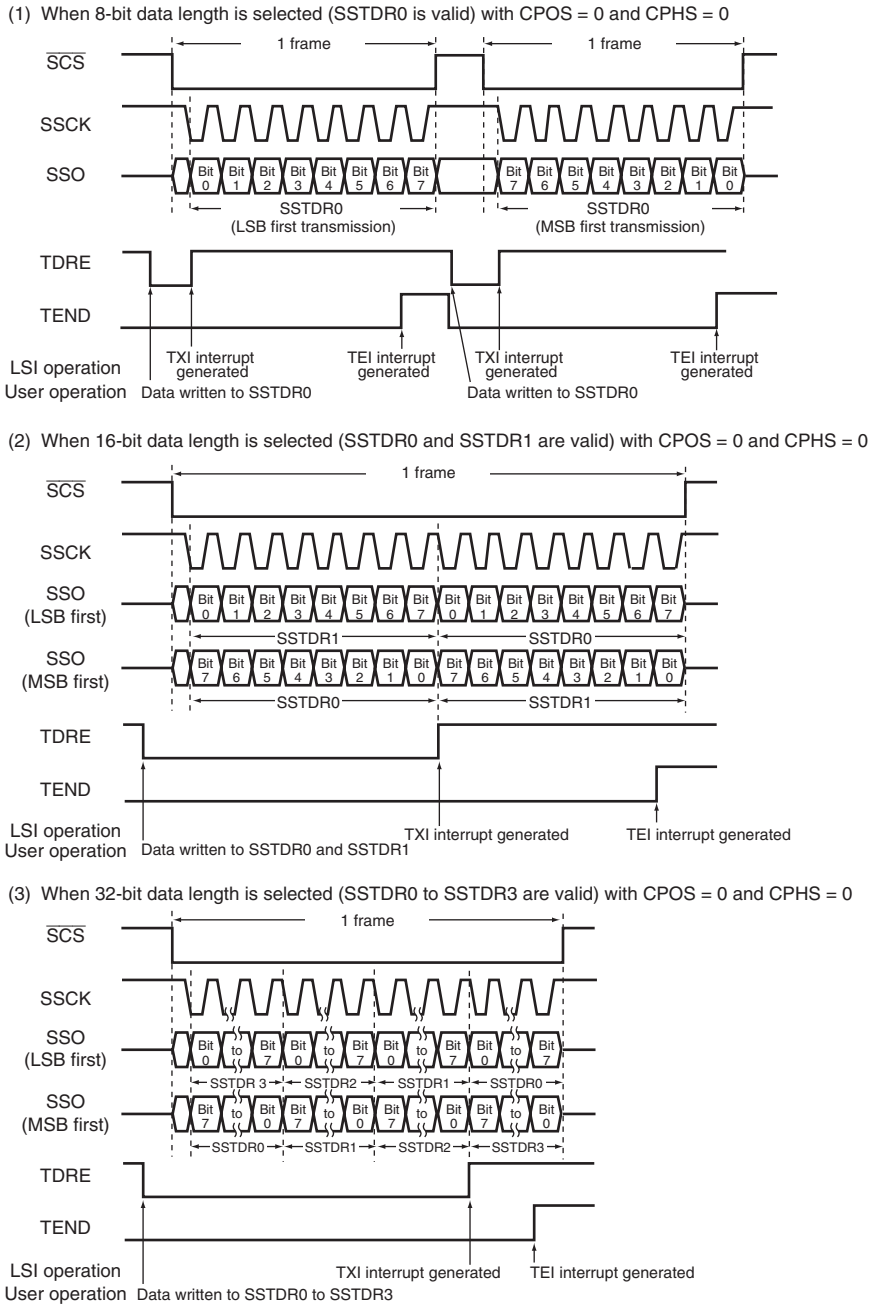 (1) When 8-bit data length is selected (SSTDR0 is valid) with CPOS = 0 and CPHS = 0
1 frame 1 frame
SCS
SSCK
SSO Bit 0 Bit 1 Bit 2 Bit 3 Bit 4 Bit 5 Bit 6 Bit 7 Bit 7 Bit 6 Bit 5 Bit 4 Bit 3 Bit 2 Bit 1 Bit 0
SSTDR0 SSTDR0
(LSB first transmission) (MSB first transmission)
TDRE
TEND
LSI operation TXI interrupt generated TEI interrupt generated TXI interrupt generated TEI interrupt generated
User operation Data written to SSTDR0 Data written to SSTDR0
(2) When 16-bit data length is selected (SSTDR0 and SSTDR1 are valid) with CPOS = 0 and CPHS = 0
1 frame
SCS
SSCK
SSO (LSB first) Bit 0 Bit 1 Bit 2 Bit 3 Bit 4 Bit 5 Bit 6 Bit 7 Bit 0 Bit 1 Bit 2 Bit 3 Bit 4 Bit 5 Bit 6 Bit 7
SSTDR1 SSTDR0
SSO (MSB first) Bit 7 Bit 6 Bit 5 Bit 4 Bit 3 Bit 2 Bit 1 Bit 0 Bit 7 Bit 6 Bit 5 Bit 4 Bit 3 Bit 2 Bit 1 Bit 0
SSTDR0 SSTDR1
TDRE
TEND
LSI operation TXI interrupt generated TEI interrupt generated
User operation Data written to SSTDR0 and SSTDR1
(3) When 32-bit data length is selected (SSTDR0 to SSTDR3 are valid) with CPOS = 0 and CPHS = 0
1 frame
SCS
SSCK
SSO (LSB first) Bit 0 to Bit 7 Bit 0 to Bit 7 Bit 0 to Bit 7 Bit 0 to Bit 7
SSTDR 3 SSTDR2 SSTDR1 SSTDR0
SSO (MSB first) Bit 7 to Bit 0 Bit 7 to Bit 0 Bit 7 to Bit 0 Bit 7 to Bit 0
SSTDR0 SSTDR1 SSTDR2 SSTDR3
TDRE
TEND
LSI operation TXI interrupt generated TEI interrupt generated
User operation Data written to SSTDR0 to SSTDR3